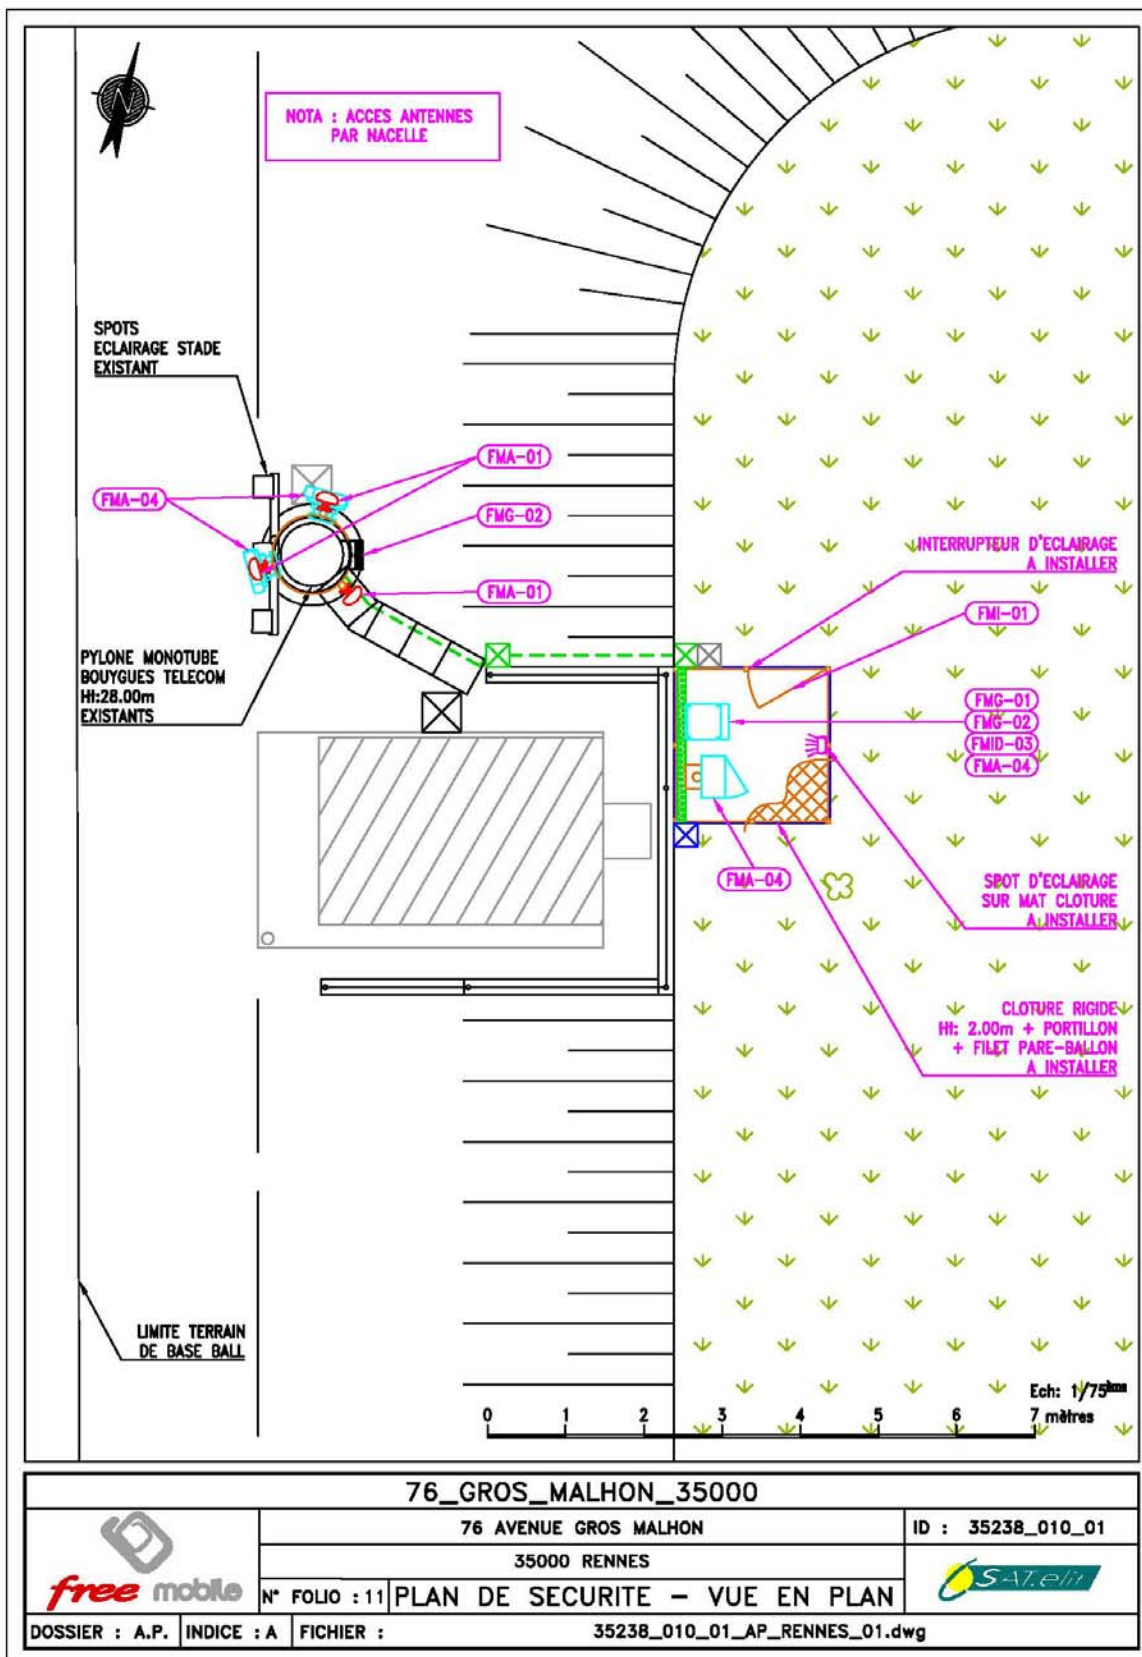 NOTA : ACCES ANTENNES
PAR NACELLE
SPOTS
ECLAIRAGE STADE
EXISTANT
FMA-01
FMA-04
FMG-02
FMA-01
INTERRUPTEUR D'ECLAIRAGE
A INSTALLER
FMI-01
PYLONE MONOTUBE
BOUYGUES TELECOM
Ht:28.00m
EXISTANTS
FMG-01
FMG-02
FMID-03
FMA-04
FMA-04
SPOT D'ECLAIRAGE
SUR MAT CLOTURE
A INSTALLER
CLOTURE RIGIDE
Ht: 2.00m + PORTILLON
+ FILET PARE-BALLON
A INSTALLER
LIMITE TERRAIN
DE BASE BALL
Ech: 1/75
0 1 2 3 4 5 6 7 mètres
76_GROS_MALHON_35000
76 AVENUE GROS MALHON
ID : 35238_010_01
35000 RENNES
free mobile
SAT.elit
N° FOLIO : 11 PLAN DE SECURITE - VUE EN PLAN
DOSSIER : A.P. INDICE : A FICHIER : 35238_010_01_AP_RENNES_01.dwg